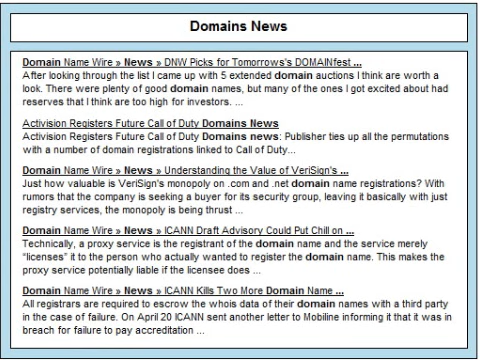 Domains News
Domain Name Wire » News » DNW Picks for Tomorrows's DOMAINfest ...
After looking through the list I came up with 5 extended domain auctions I think are worth a
look. There were plenty of good domain names, but many of the ones I got excited about had
reserves that I think are too high for investors. ...
Activision Registers Future Call of Duty Domains News
Activision Registers Future Call of Duty Domains news: Publisher ties up all the permutations
with a number of domain registrations linked to Call of Duty...
Domain Name Wire » News » Understanding the Value of VeriSign's ...
Just how valuable is VeriSign's monopoly on .com and .net domain name registrations? With
rumors that the company is seeking a buyer for its security group, leaving it basically with just
registry services, the monopoly is being thrust ...
Domain Name Wire » News » ICANN Draft Advisory Could Put Chill on ...
Technically, a proxy service is the registrant of the domain name and the service merely
“licenses” it to the person who actually wanted to register the domain name. This makes the
proxy service potentially liable if the licensee does ...
Domain Name Wire » News » ICANN Kills Two More Domain Name ...
All registrars are required to escrow the whois data of their domain names with a third party
in the case of failure. On April 20 ICANN sent another letter to Mobiline informing it that it was in
breach for failure to pay accreditation ...